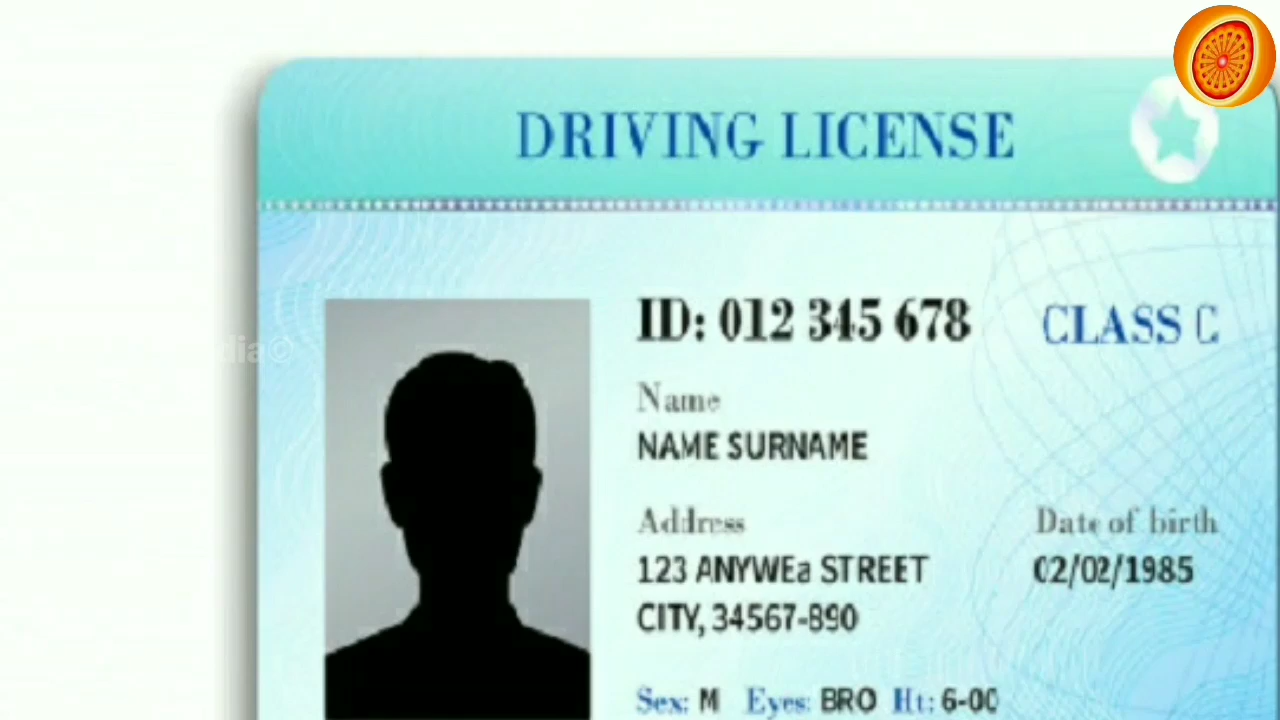 DRIVING LICENSE
ID: 012 345 678 CLASS C
Name
NAME SURNAME
Address Date of birth
123 ANYWEa STREET 02/02/1985
CITY, 34567-890
Sex: M Eyes: BRO Ht: 6-00